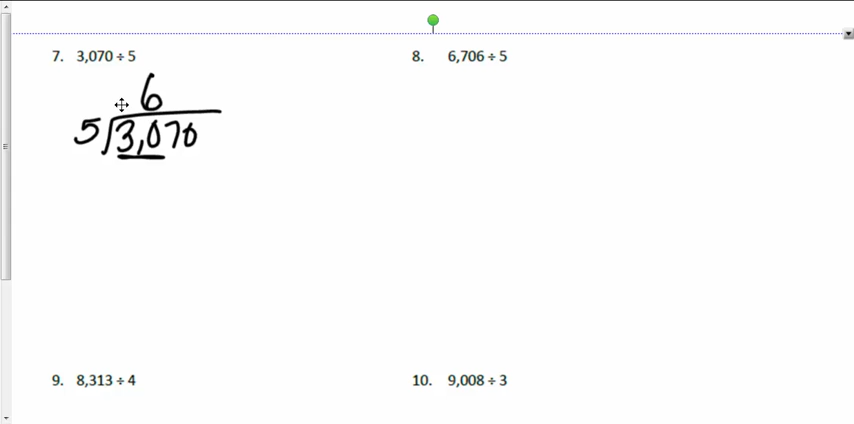 7. 3,070 ÷ 5
8. 6,706 ÷ 5
6
5 3,070
9. 8,313 ÷ 4
10. 9,008 ÷ 3